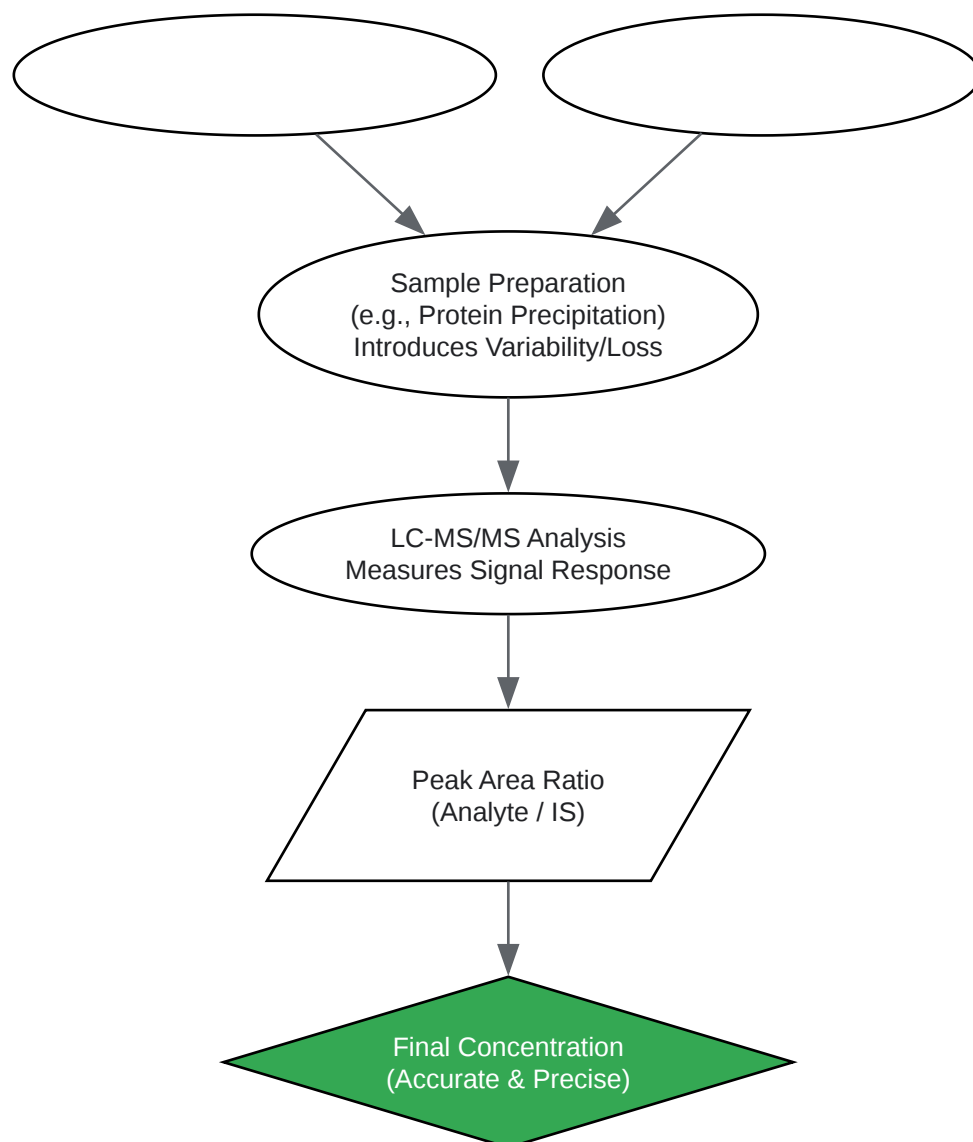 Sample Preparation
(e.g., Protein Precipitation)
Introduces Variability/Loss
LC-MS/MS Analysis
Measures Signal Response
Peak Area Ratio
(Analyte / IS)
Final Concentration
(Accurate & Precise)